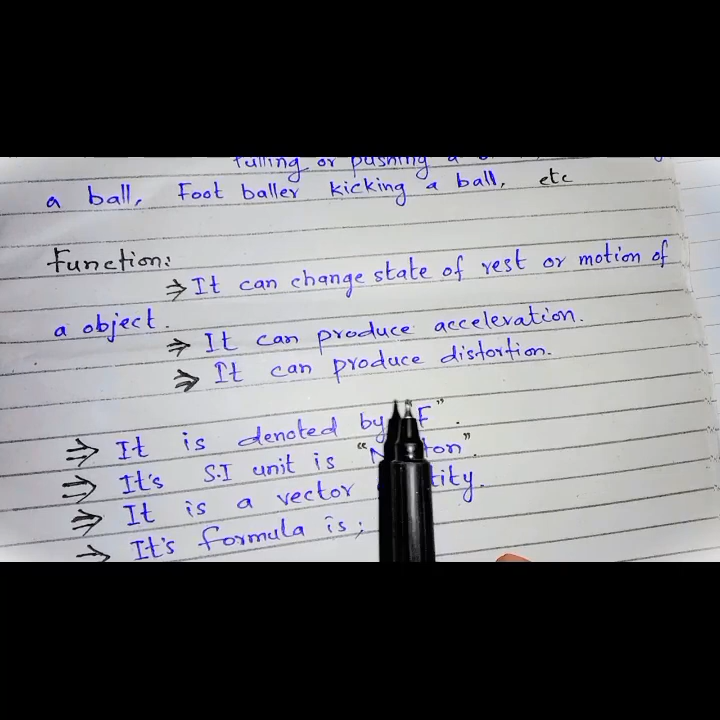 or pushing a
a ball, Foot baller kicking a ball, etc
Function:
⇒ It can change state of rest or motion of
a object.
⇒ It can produce acceleration.
⇒ It can produce distortion.
⇒ It is denoted by "F".
⇒ It's S.I unit is
⇒ It is a vector
⇒ It's formula is;